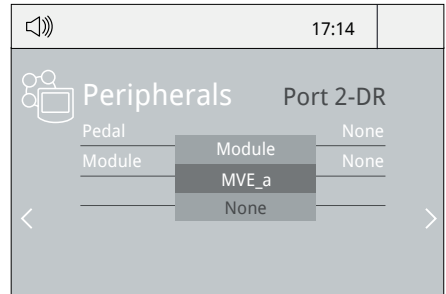 17:14
Peripherals Port 2-DR
Pedal None
Module None
Module
MVE_a
None